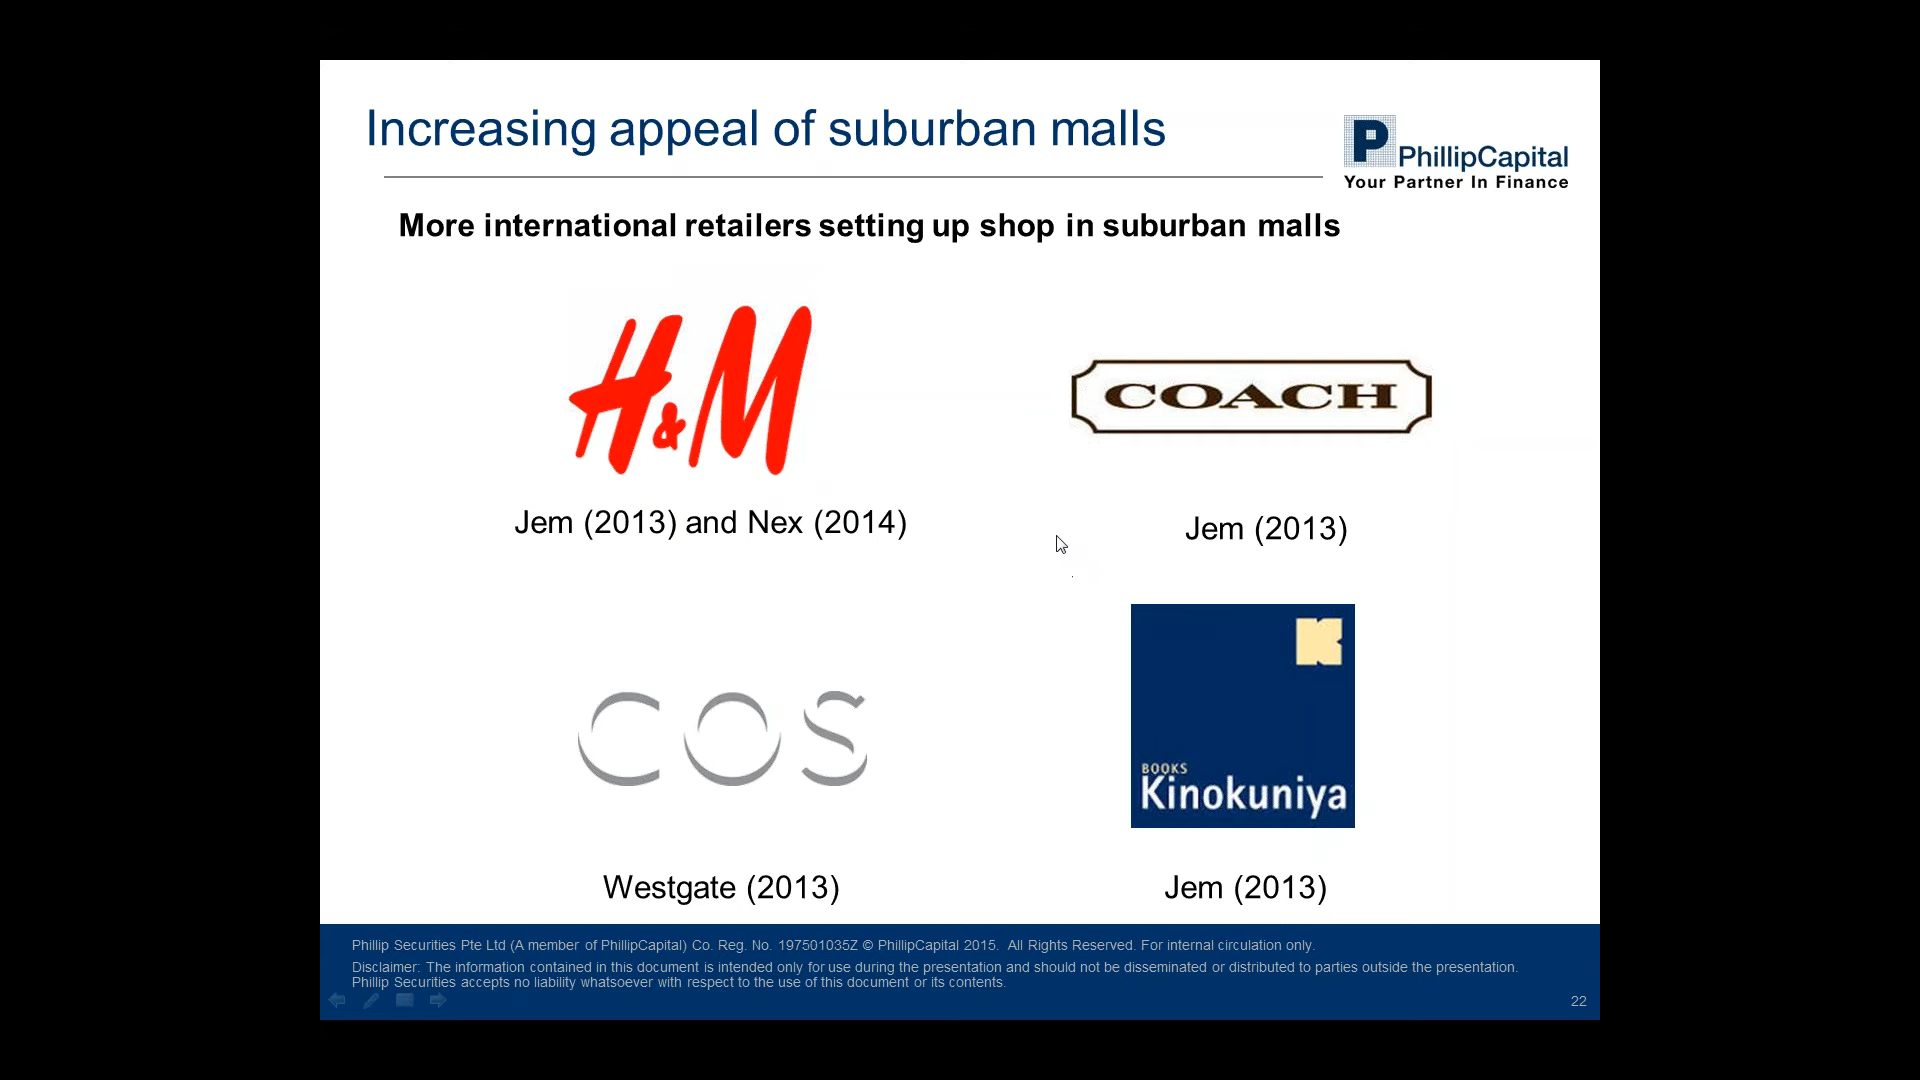 Increasing appeal of suburban malls
P
PhillipCapital
Your Partner In Finance
More international retailers setting up shop in suburban malls
H&M
COACH
Jem (2013) and Nex (2014)
Jem (2013)
COS
BOOKS
Kinokuniya
Westgate (2013)
Jem (2013)
Phillip Securities Pte Ltd (A member of PhillipCapital) Co. Reg. No. 197501035Z © PhillipCapital 2015. All Rights Reserved. For internal circulation only.
Disclaimer: The information contained in this document is intended only for use during the presentation and should not be disseminated or distributed to parties outside the presentation.
Phillip Securities accepts no liability whatsoever with respect to the use of this document or its contents.
22